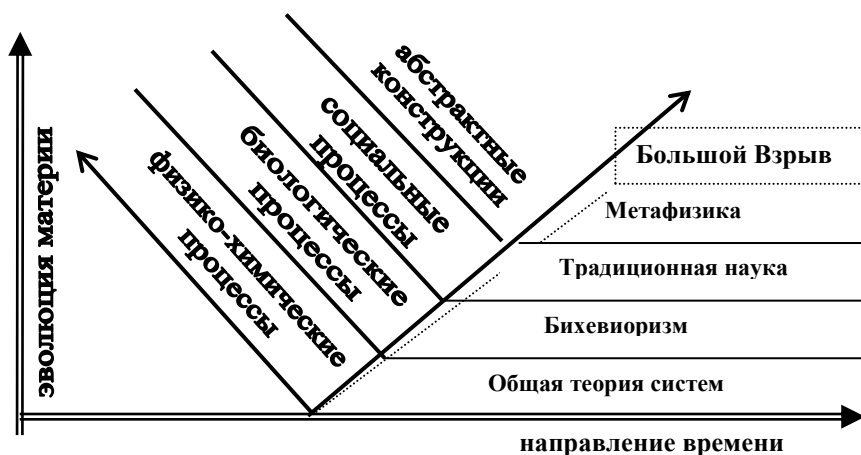 эволюция материи
физико-химические
процессы
биологические
процессы
социальные
процессы
абстрактные
конструкции
Большой Взрыв
Метафизика
Традиционная наука
Бихевиоризм
Общая теория систем
направление времени